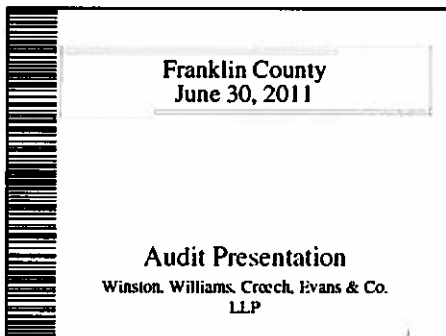 Franklin County
June 30, 2011
Audit Presentation
Winston, Williams, Creech, Evans & Co.
LLP